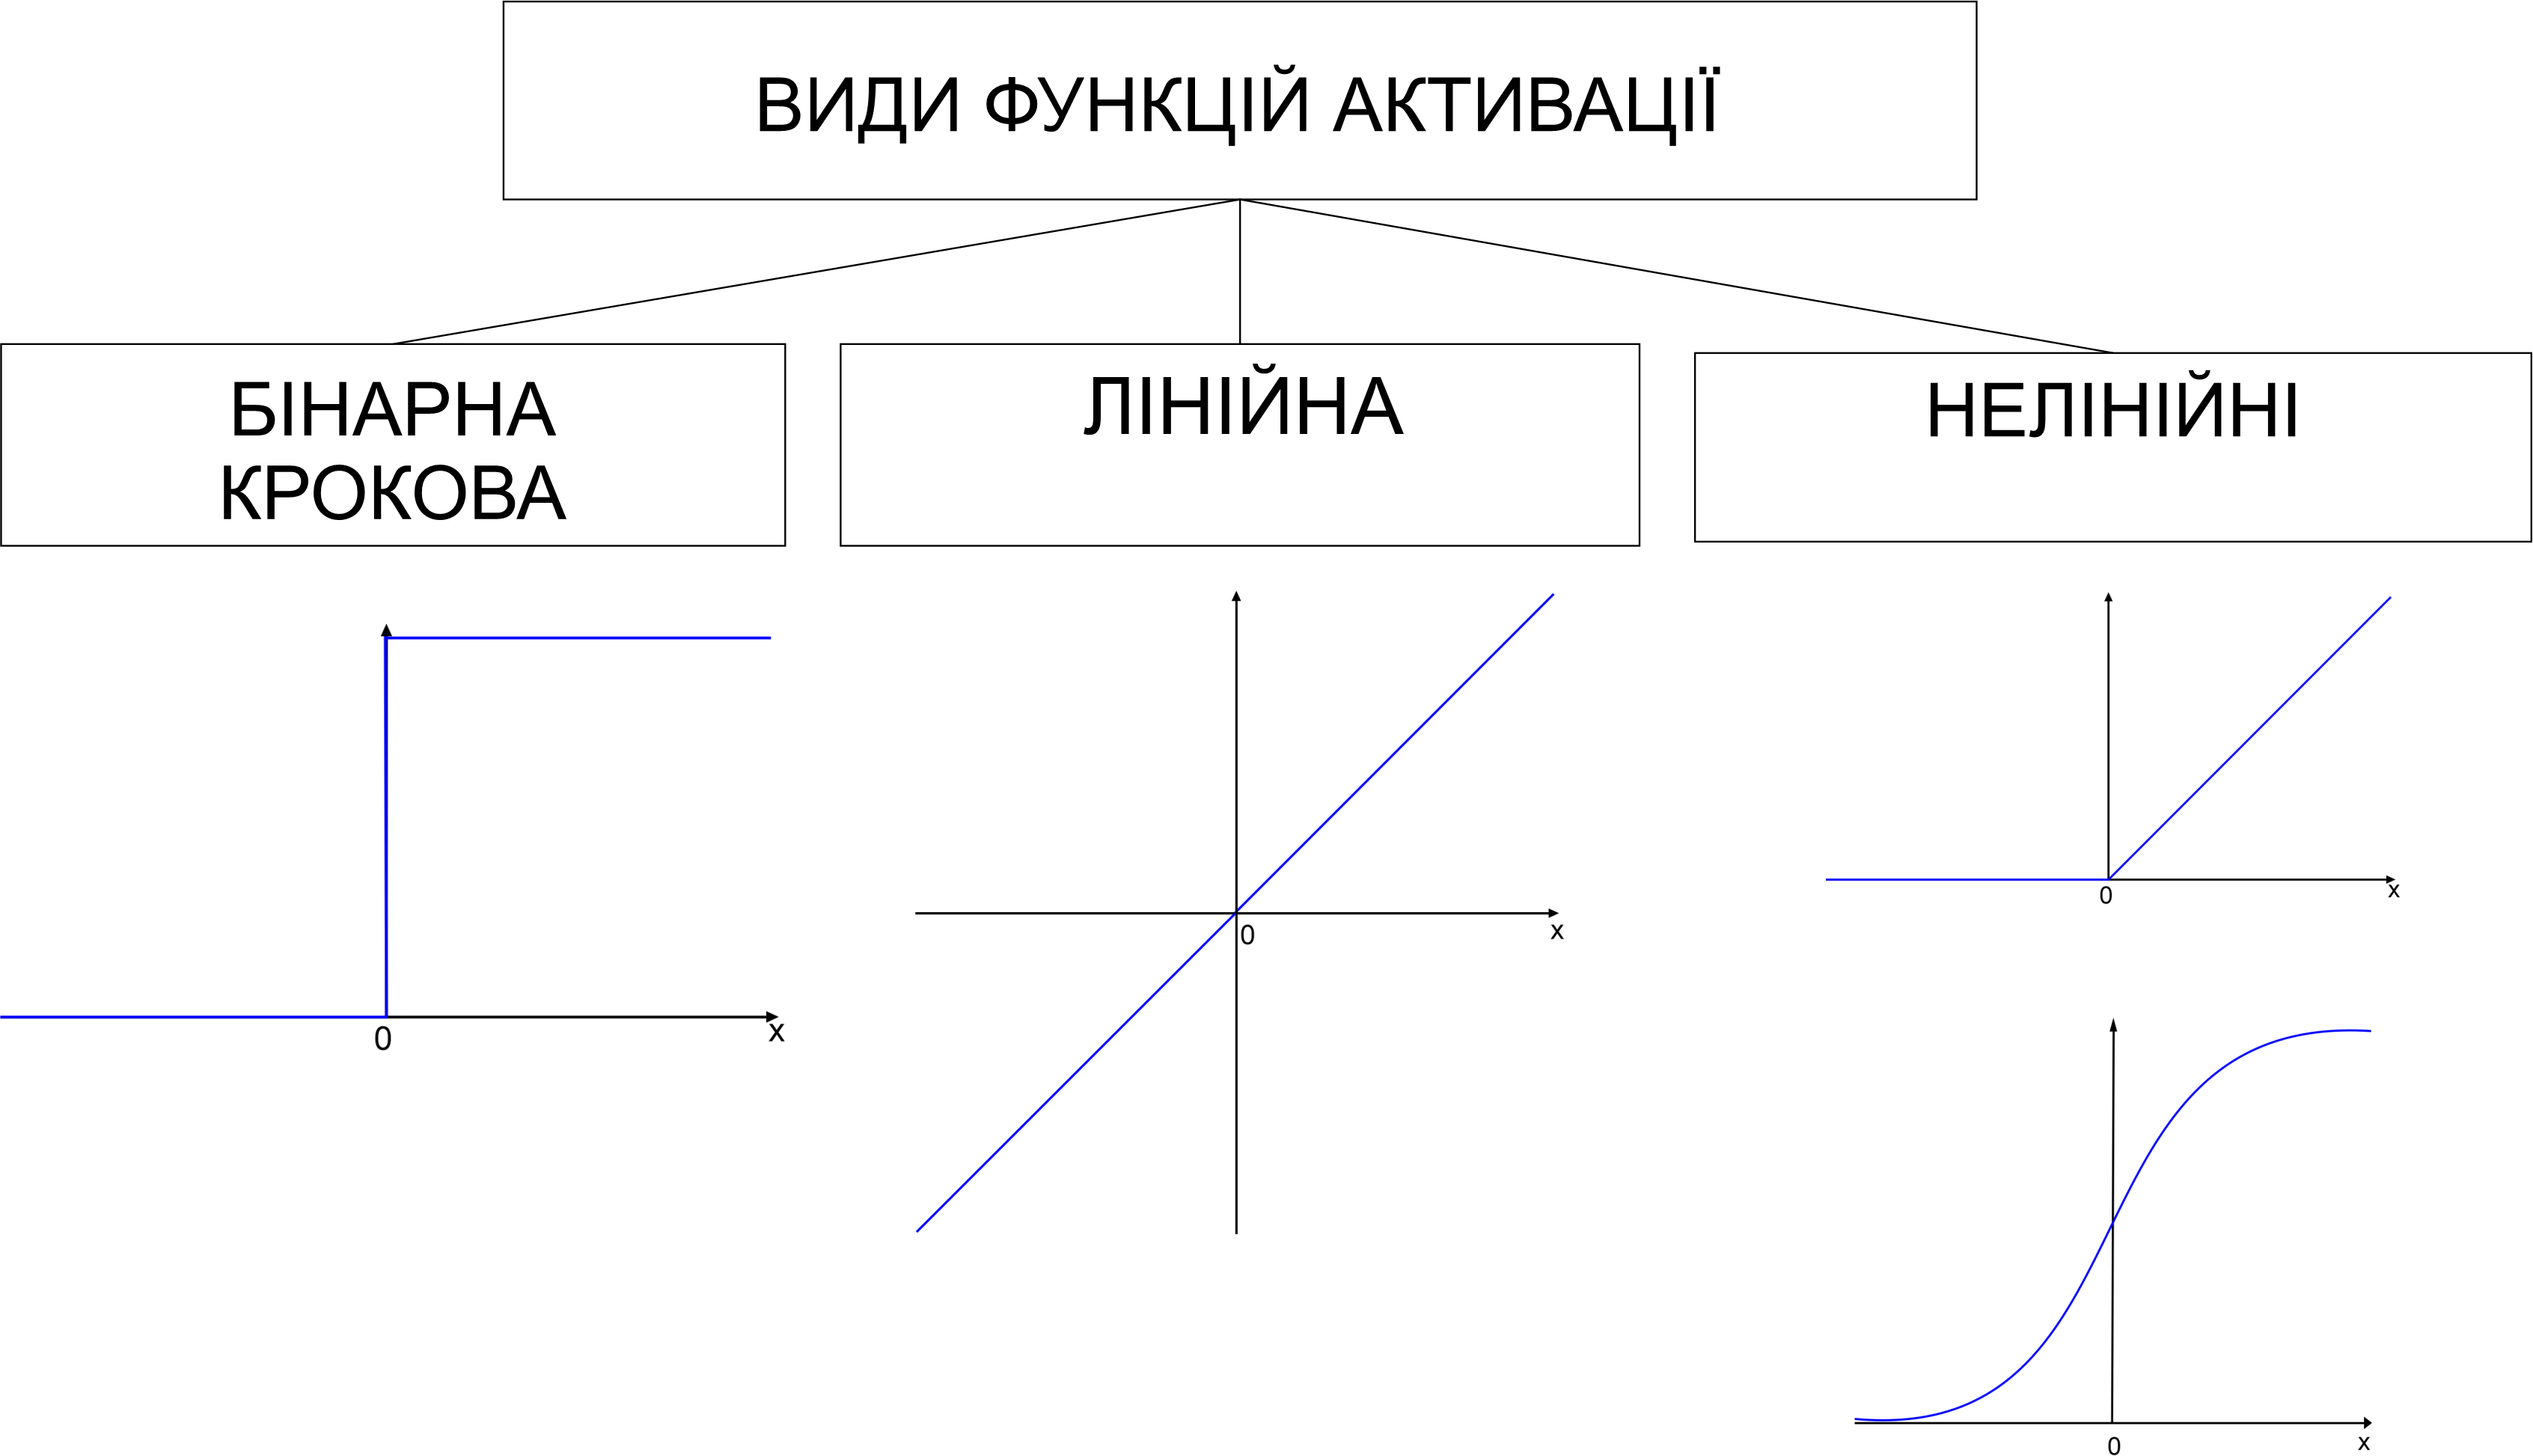 ВИДИ ФУНКЦІЙ АКТИВАЦІЇ
БІНАРНА
КРОКОВА
ЛІНІЙНА
НЕЛІНІЙНІ
0
x
0
x
0
x
0
x